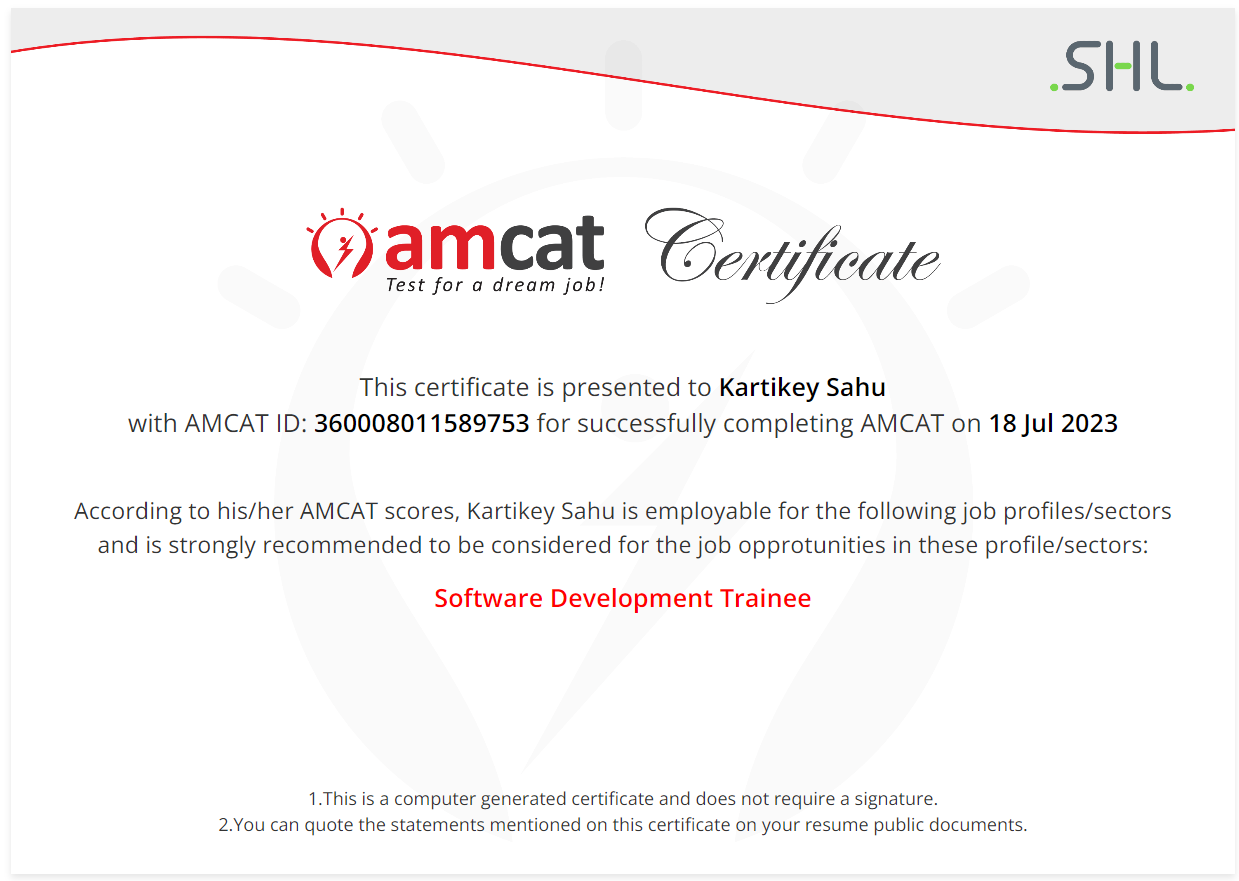 .SHL.
amcat Certificate
Test for a dream job!
This certificate is presented to Kartikey Sahu
with AMCAT ID: 360008011589753 for successfully completing AMCAT on 18 Jul 2023
According to his/her AMCAT scores, Kartikey Sahu is employable for the following job profiles/sectors
and is strongly recommended to be considered for the job opprotunities in these profile/sectors:
Software Development Trainee
1.This is a computer generated certificate and does not require a signature.
2.You can quote the statements mentioned on this certificate on your resume public documents.